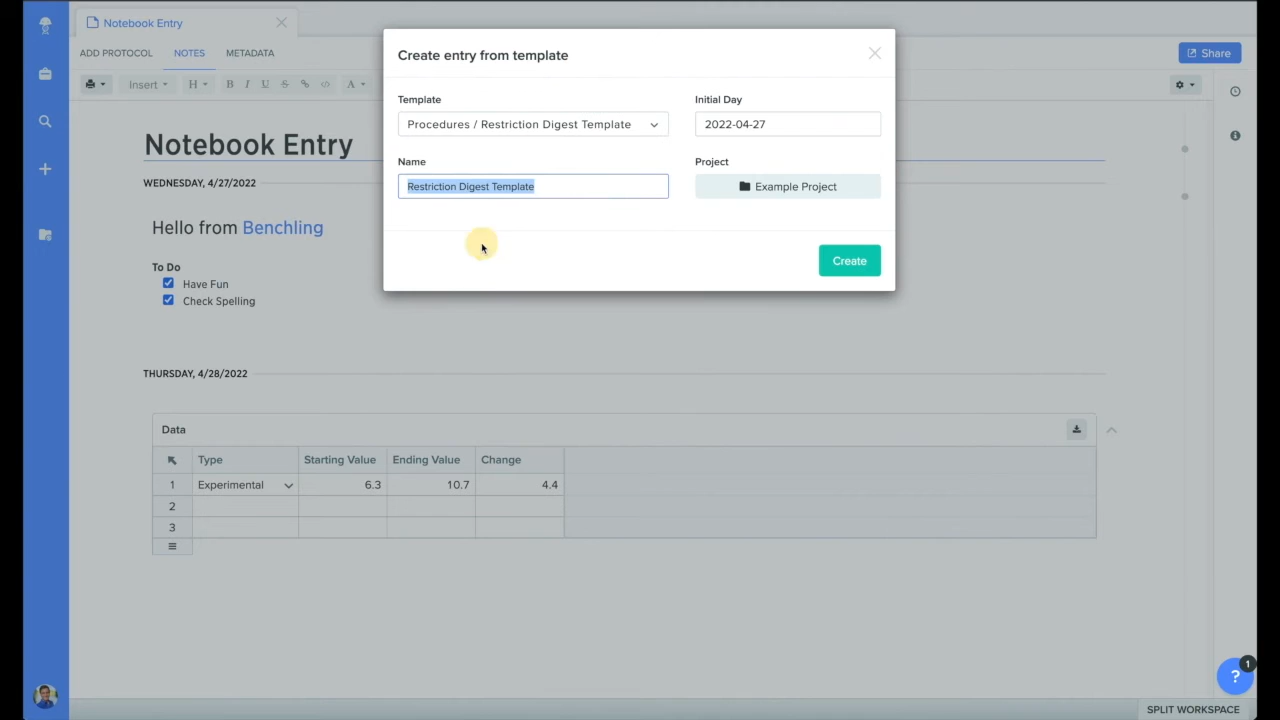 Notebook Entry
ADD PROTOCOL NOTES METADATA
Share
Insert H B I U S A
Notebook Entry
WEDNESDAY, 4/27/2022
Hello from Benchling
To Do
Have Fun
Check Spelling
THURSDAY, 4/28/2022
Data
Type Starting Value Ending Value Change
1 Experimental 6.3 10.7 4.4
2
3
Create entry from template
Template Initial Day
Procedures / Restriction Digest Template 2022-04-27
Name Project
Restriction Digest Template Example Project
Create
1
?
SPLIT WORKSPACE